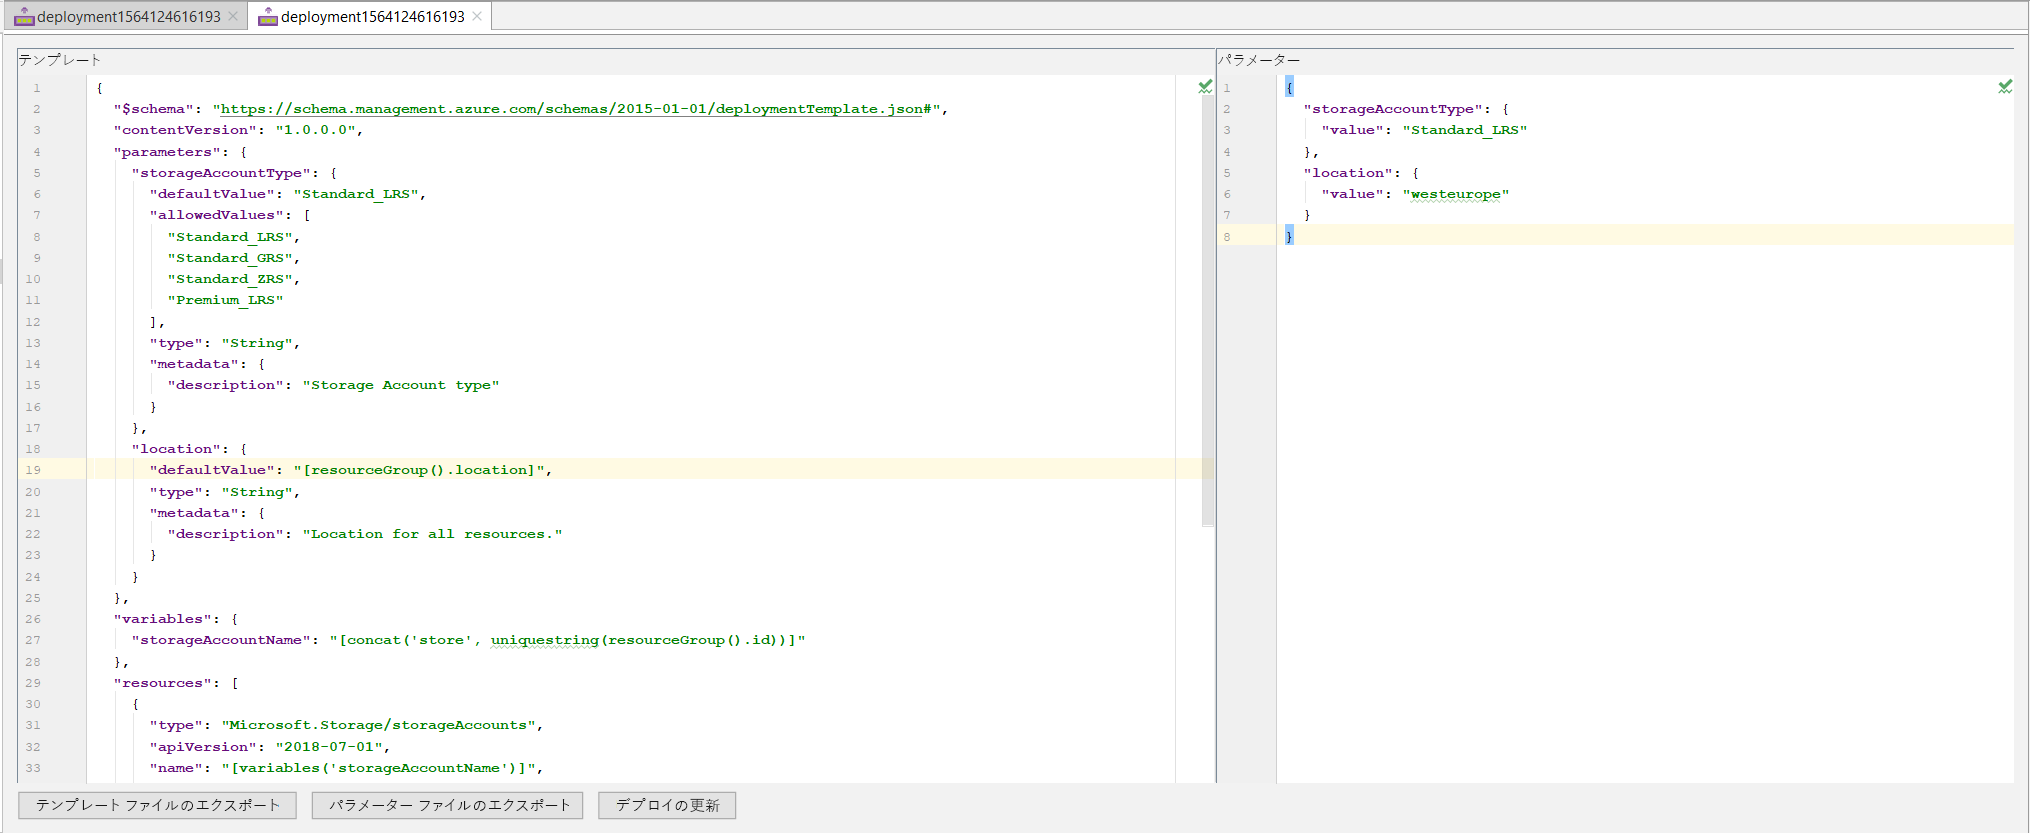 deployment1564124616193
deployment1564124616193
テンプレート
1 {
2 "$schema": "https://schema.management.azure.com/schemas/2015-01-01/deploymentTemplate.json#",
3 "contentVersion": "1.0.0.0",
4 "parameters": {
5 "storageAccountType": {
6 "defaultValue": "Standard_LRS",
7 "allowedValues": [
8 "Standard_LRS",
9 "Standard_GRS",
10 "Standard_ZRS",
11 "Premium_LRS"
12 ],
13 "type": "String",
14 "metadata": {
15 "description": "Storage Account type"
16 }
17 },
18 "location": {
19 "defaultValue": "[resourceGroup().location]",
20 "type": "String",
21 "metadata": {
22 "description": "Location for all resources."
23 }
24 }
25 },
26 "variables": {
27 "storageAccountName": "[concat('store', uniquestring(resourceGroup().id))]"
28 },
29 "resources": [
30 {
31 "type": "Microsoft.Storage/storageAccounts",
32 "apiVersion": "2018-07-01",
33 "name": "[variables('storageAccountName')]",
パラメーター
1 {
2 "storageAccountType": {
3 "value": "Standard_LRS"
4 },
5 "location": {
6 "value": "westeurope"
7 }
8 }
テンプレート ファイルのエクスポート
パラメーター ファイルのエクスポート
デプロイの更新